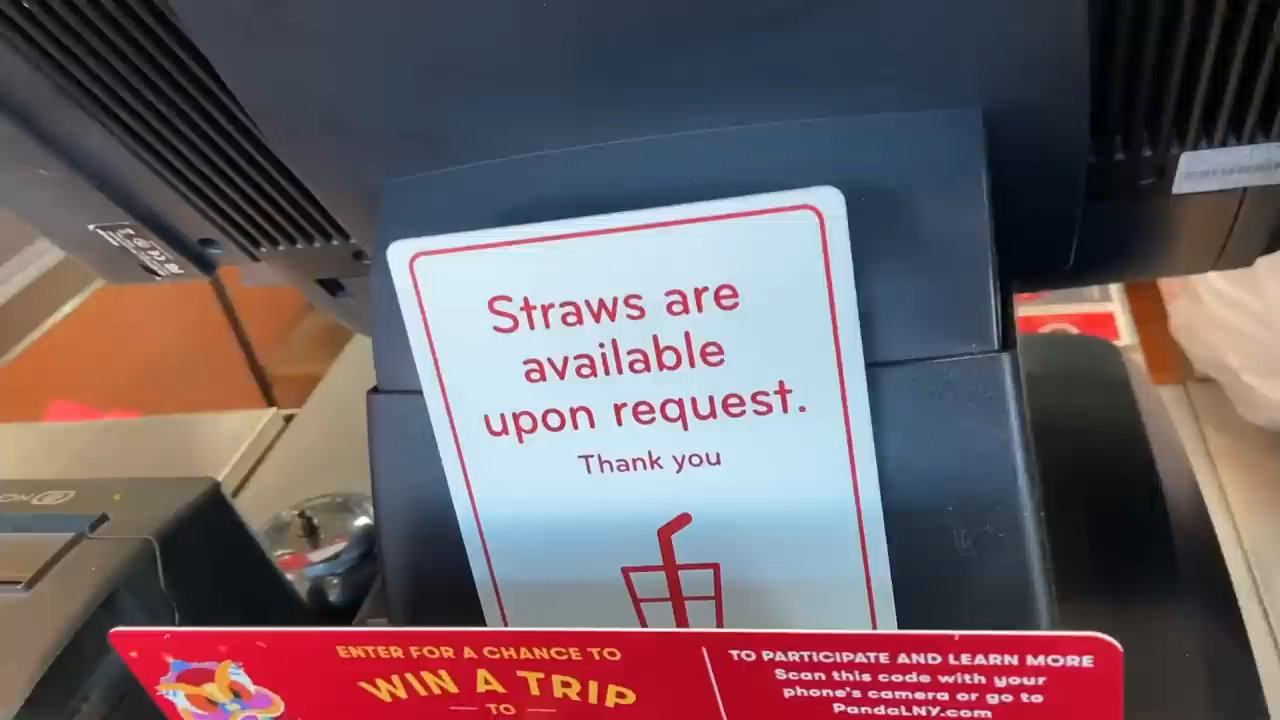 Straws are
available
upon request.
Thank you
ENTER FOR A CHANCE TO
WIN A TRIP
TO
TO PARTICIPATE AND LEARN MORE
Scan this code with your
phone's camera or go to
PandaLNY.com